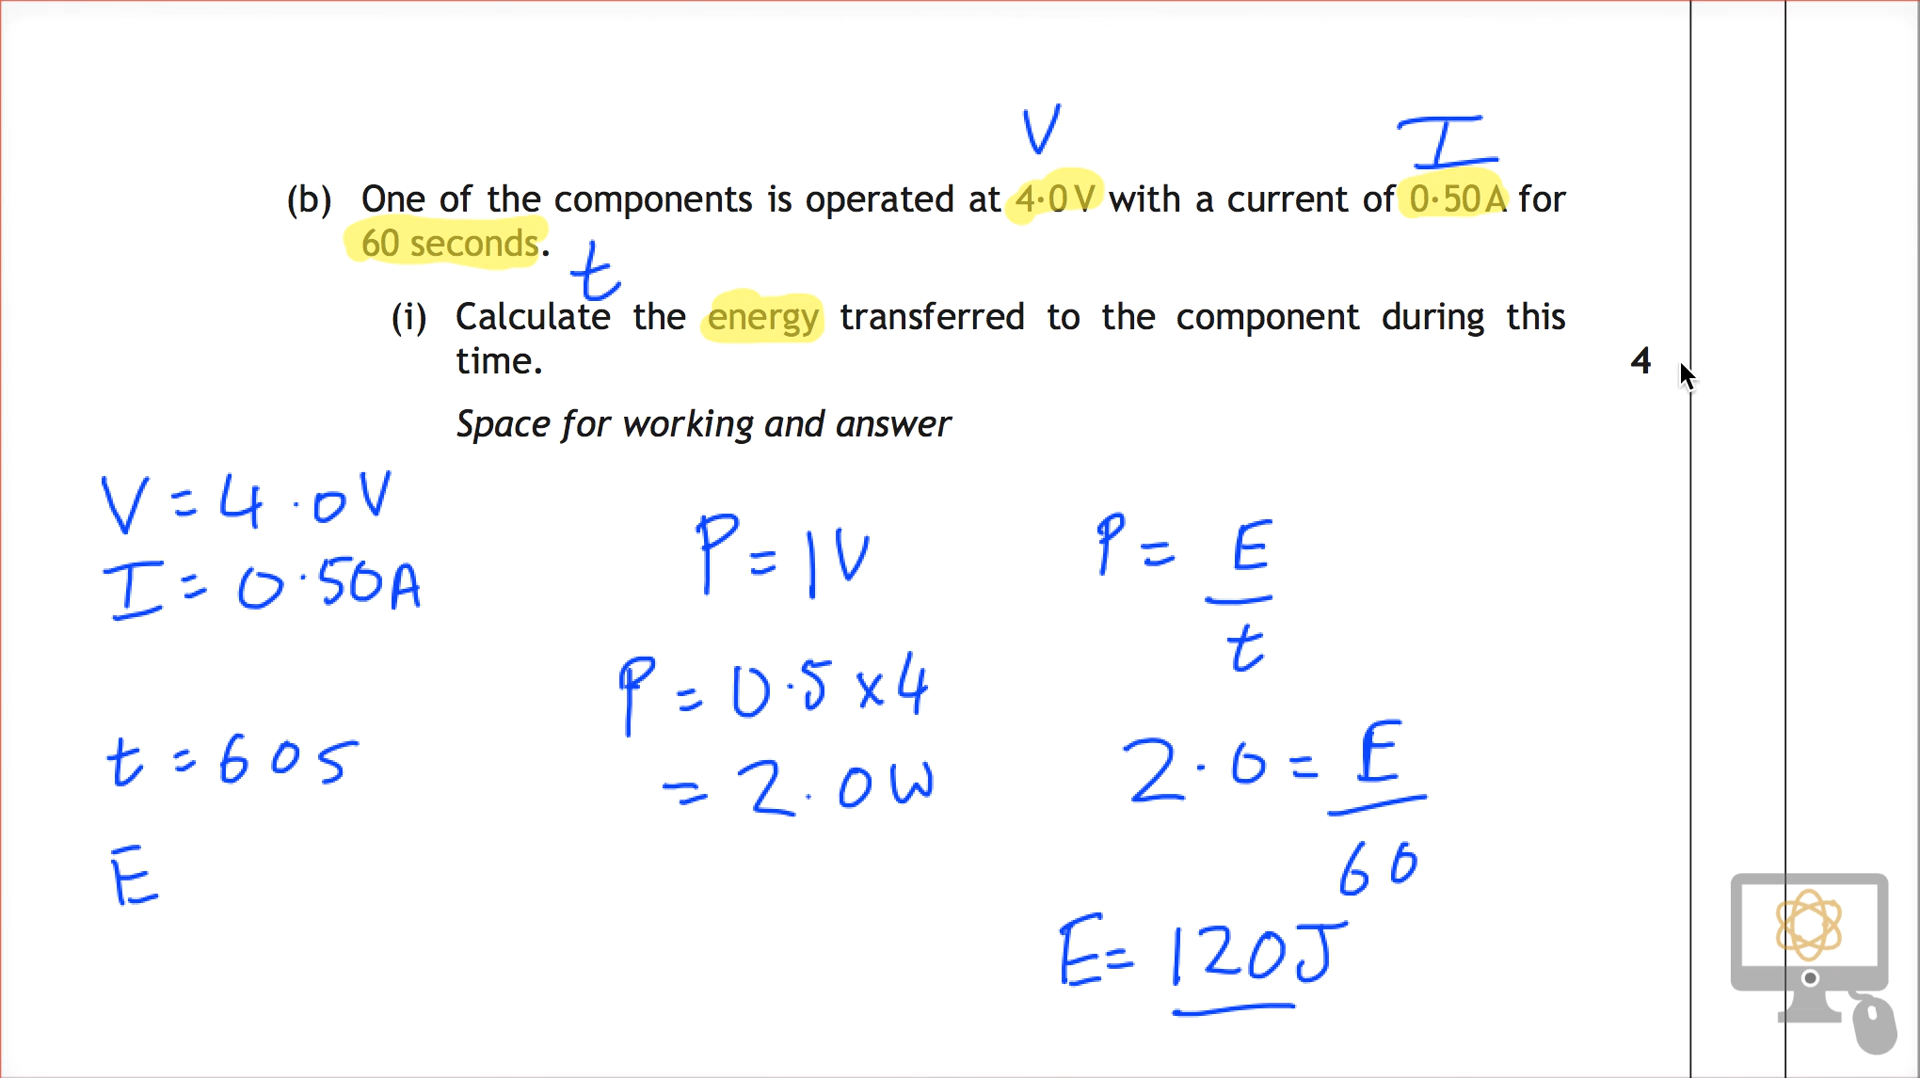 V I
(b) One of the components is operated at 4·0 V with a current of 0·50 A for
60 seconds.
t
(i) Calculate the energy transferred to the component during this
time.
4
Space for working and answer
V = 4.0V
I = 0.50A
t = 60s
E
P = IV
P = 0.5 x 4
= 2.0W
P = E
t
2.0 = E
60
E = 120J